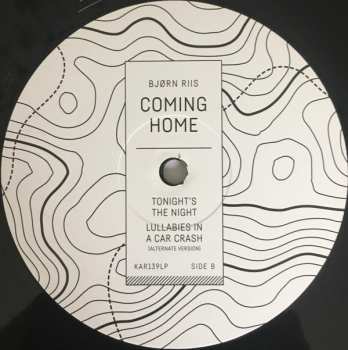 BJØRN RIIS
COMING
HOME
TONIGHT'S
THE NIGHT
LULLABIES IN
A CAR CRASH
(ALTERNATE VERSION)
KAR139LP SIDE B